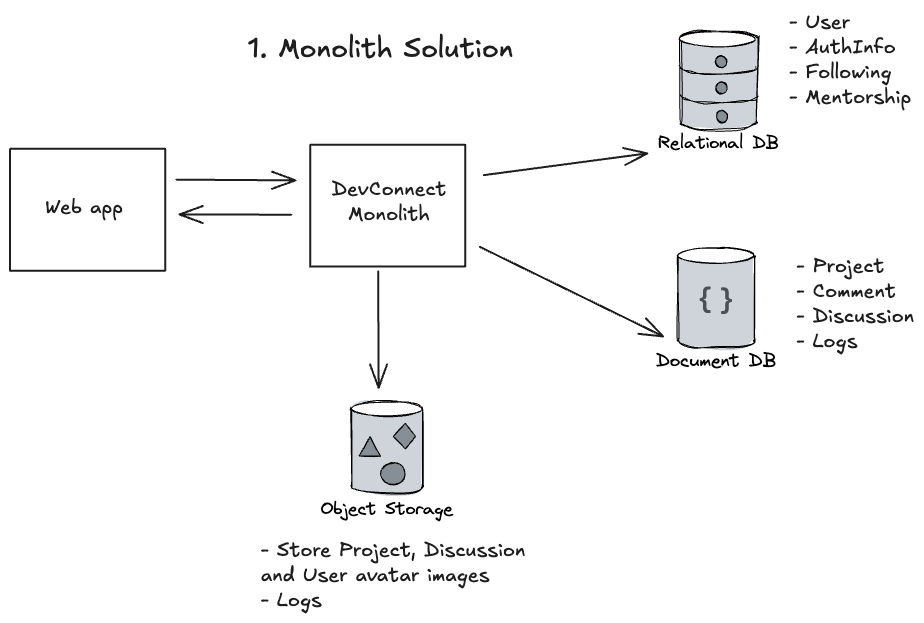 1. Monolith Solution
- User
- AuthInfo
- Following
- Mentorship
Relational DB
Web app
DevConnect
Monolith
{ }
- Project
- Comment
- Discussion
- Logs
Document DB
Object Storage
- Store Project, Discussion
and User avatar images
- Logs